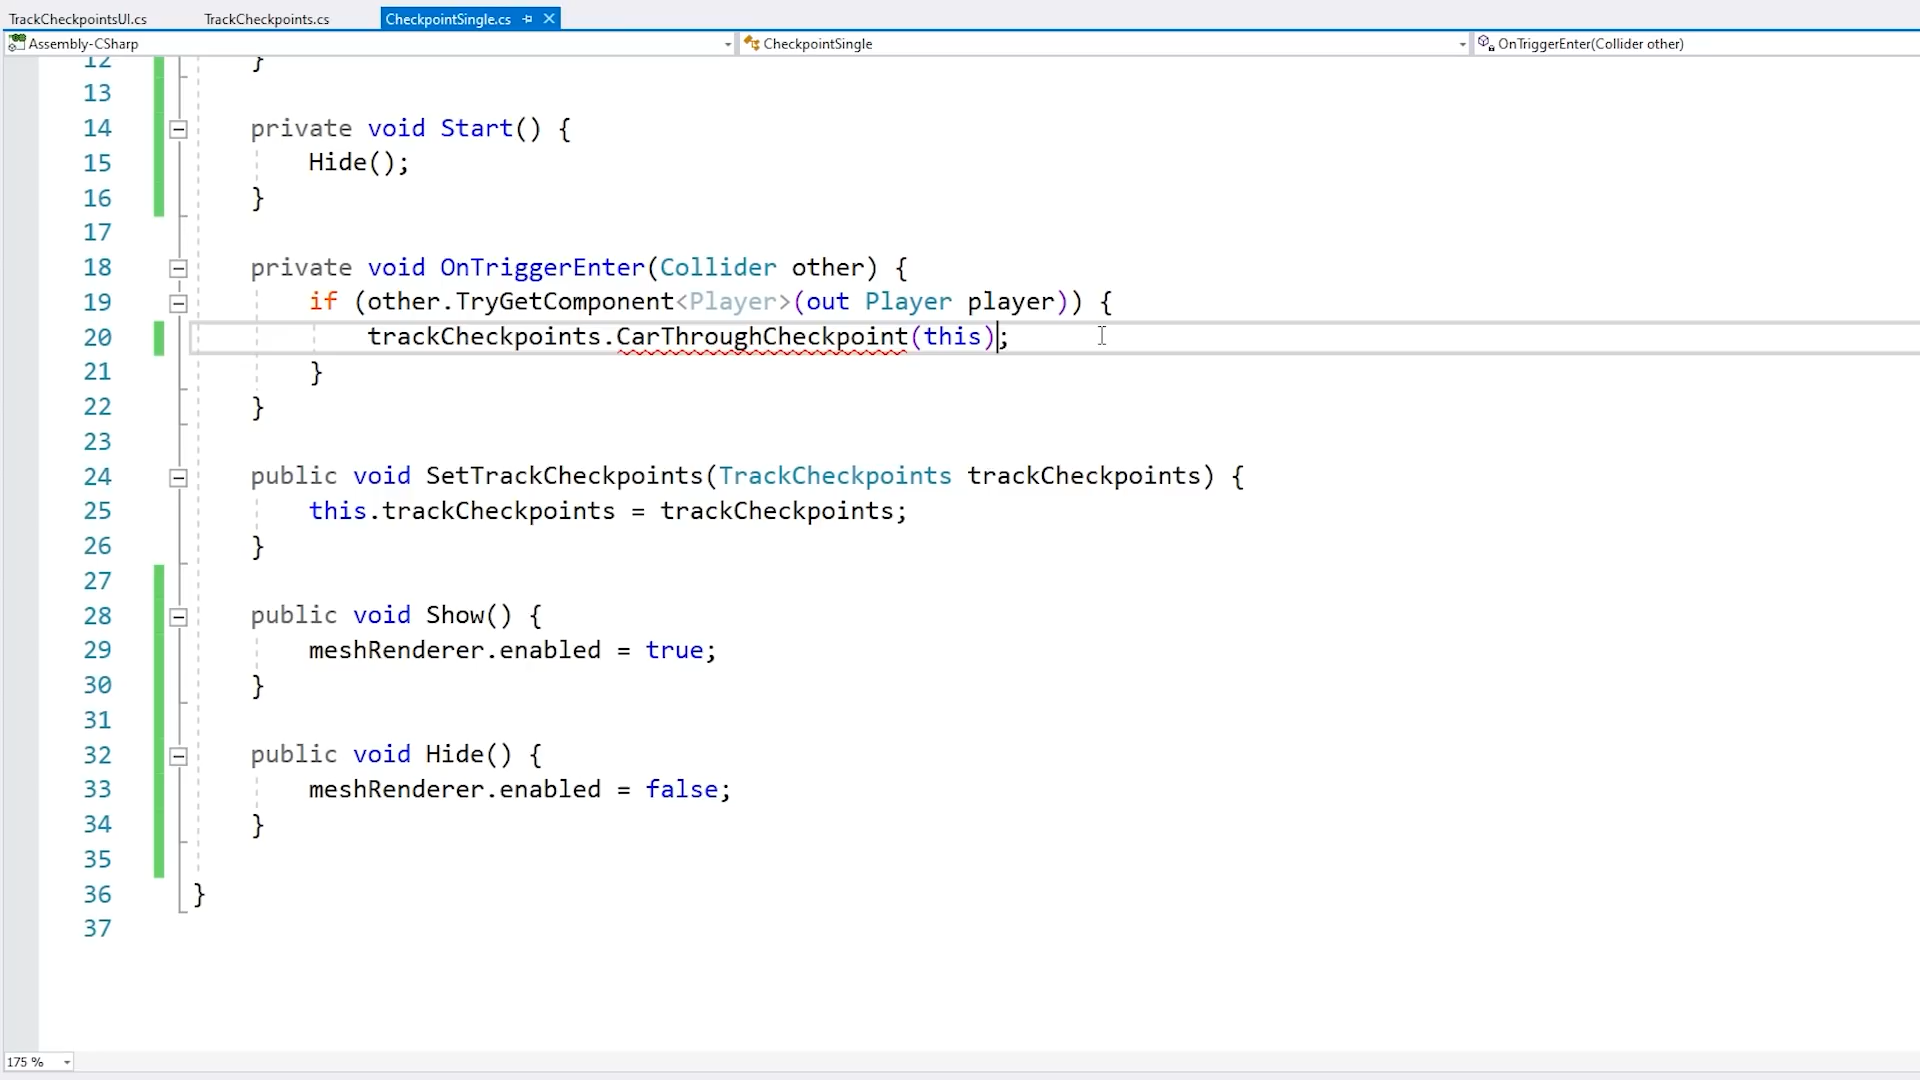 TrackCheckpointsUI.cs TrackCheckpoints.cs CheckpointSingle.cs
Assembly-CSharp CheckpointSingle OnTriggerEnter(Collider other)
12 }
13
14 private void Start() {
15 Hide();
16 }
17
18 private void OnTriggerEnter(Collider other) {
19 if (other.TryGetComponent<Player>(out Player player)) {
20 trackCheckpoints.CarThroughCheckpoint(this);
21 }
22 }
23
24 public void SetTrackCheckpoints(TrackCheckpoints trackCheckpoints) {
25 this.trackCheckpoints = trackCheckpoints;
26 }
27
28 public void Show() {
29 meshRenderer.enabled = true;
30 }
31
32 public void Hide() {
33 meshRenderer.enabled = false;
34 }
35
36 }
37
175 %